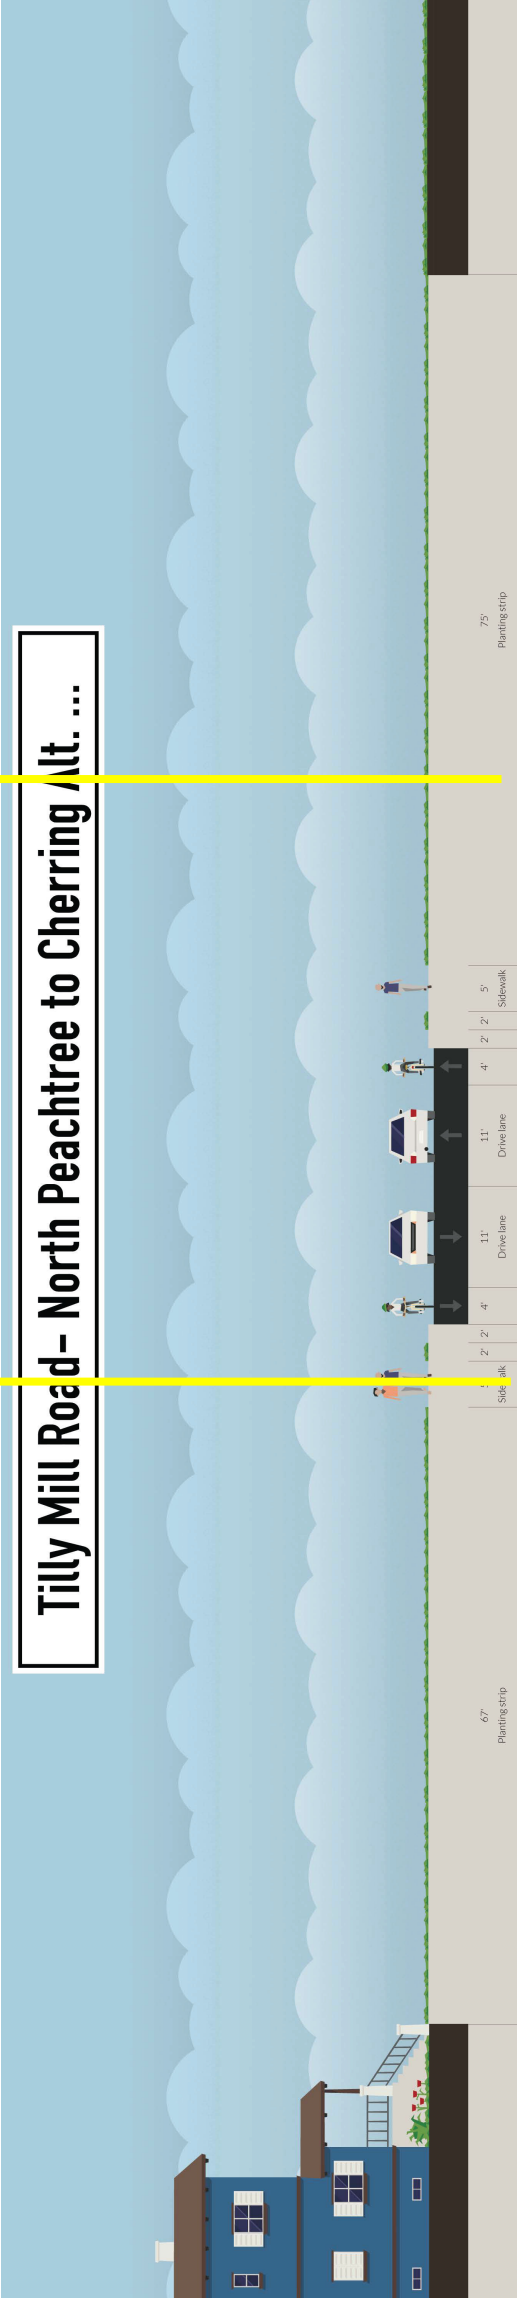 Tilly Mill Road- North Peachtree to Cherring Alt. ...
67' 2' 2' 4' 11' 11' 4' 2' 2' 5' 75'
Planting strip Sidewalk Drive lane Drive lane Sidewalk Planting strip